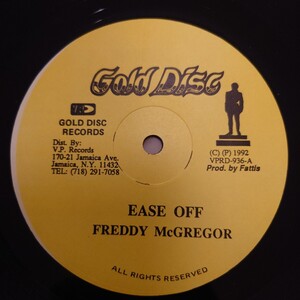 Gold Disc
VP
GOLD DISC
RECORDS
Dist. By:
V.P. Records
170-21 Jamaica Ave.
Jamaica, N.Y. 11432
TEL: (718) 291-7058
(C) (P) 1992
VPRD-936-A
Prod. by Fattis
EASE OFF
FREDDY McGREGOR
ALL RIGHTS RESERVED